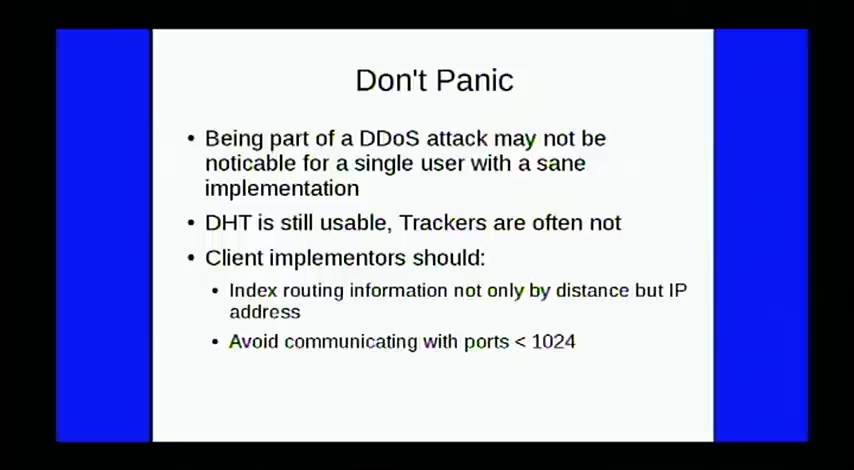 Don't Panic
• Being part of a DDoS attack may not be
noticable for a single user with a sane
implementation
• DHT is still usable, Trackers are often not
• Client implementors should:
• Index routing information not only by distance but IP
address
• Avoid communicating with ports < 1024